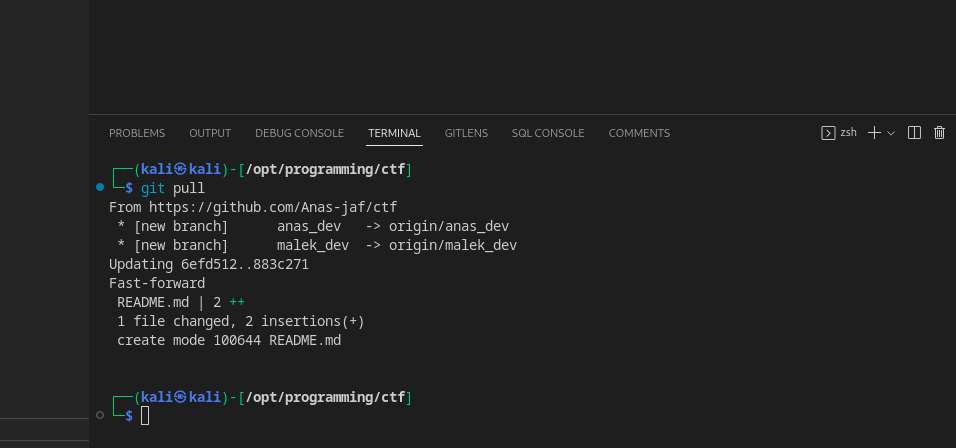 PROBLEMS OUTPUT DEBUG CONSOLE TERMINAL GITLENS SQL CONSOLE COMMENTS zsh
┌──(kali㉿kali)-[/opt/programming/ctf]
└─$ git pull
From https://github.com/Anas-jaf/ctf
 * [new branch]      anas_dev   -> origin/anas_dev
 * [new branch]      malek_dev  -> origin/malek_dev
Updating 6efd512..883c271
Fast-forward
 README.md | 2 ++
 1 file changed, 2 insertions(+)
 create mode 100644 README.md
┌──(kali㉿kali)-[/opt/programming/ctf]
└─$